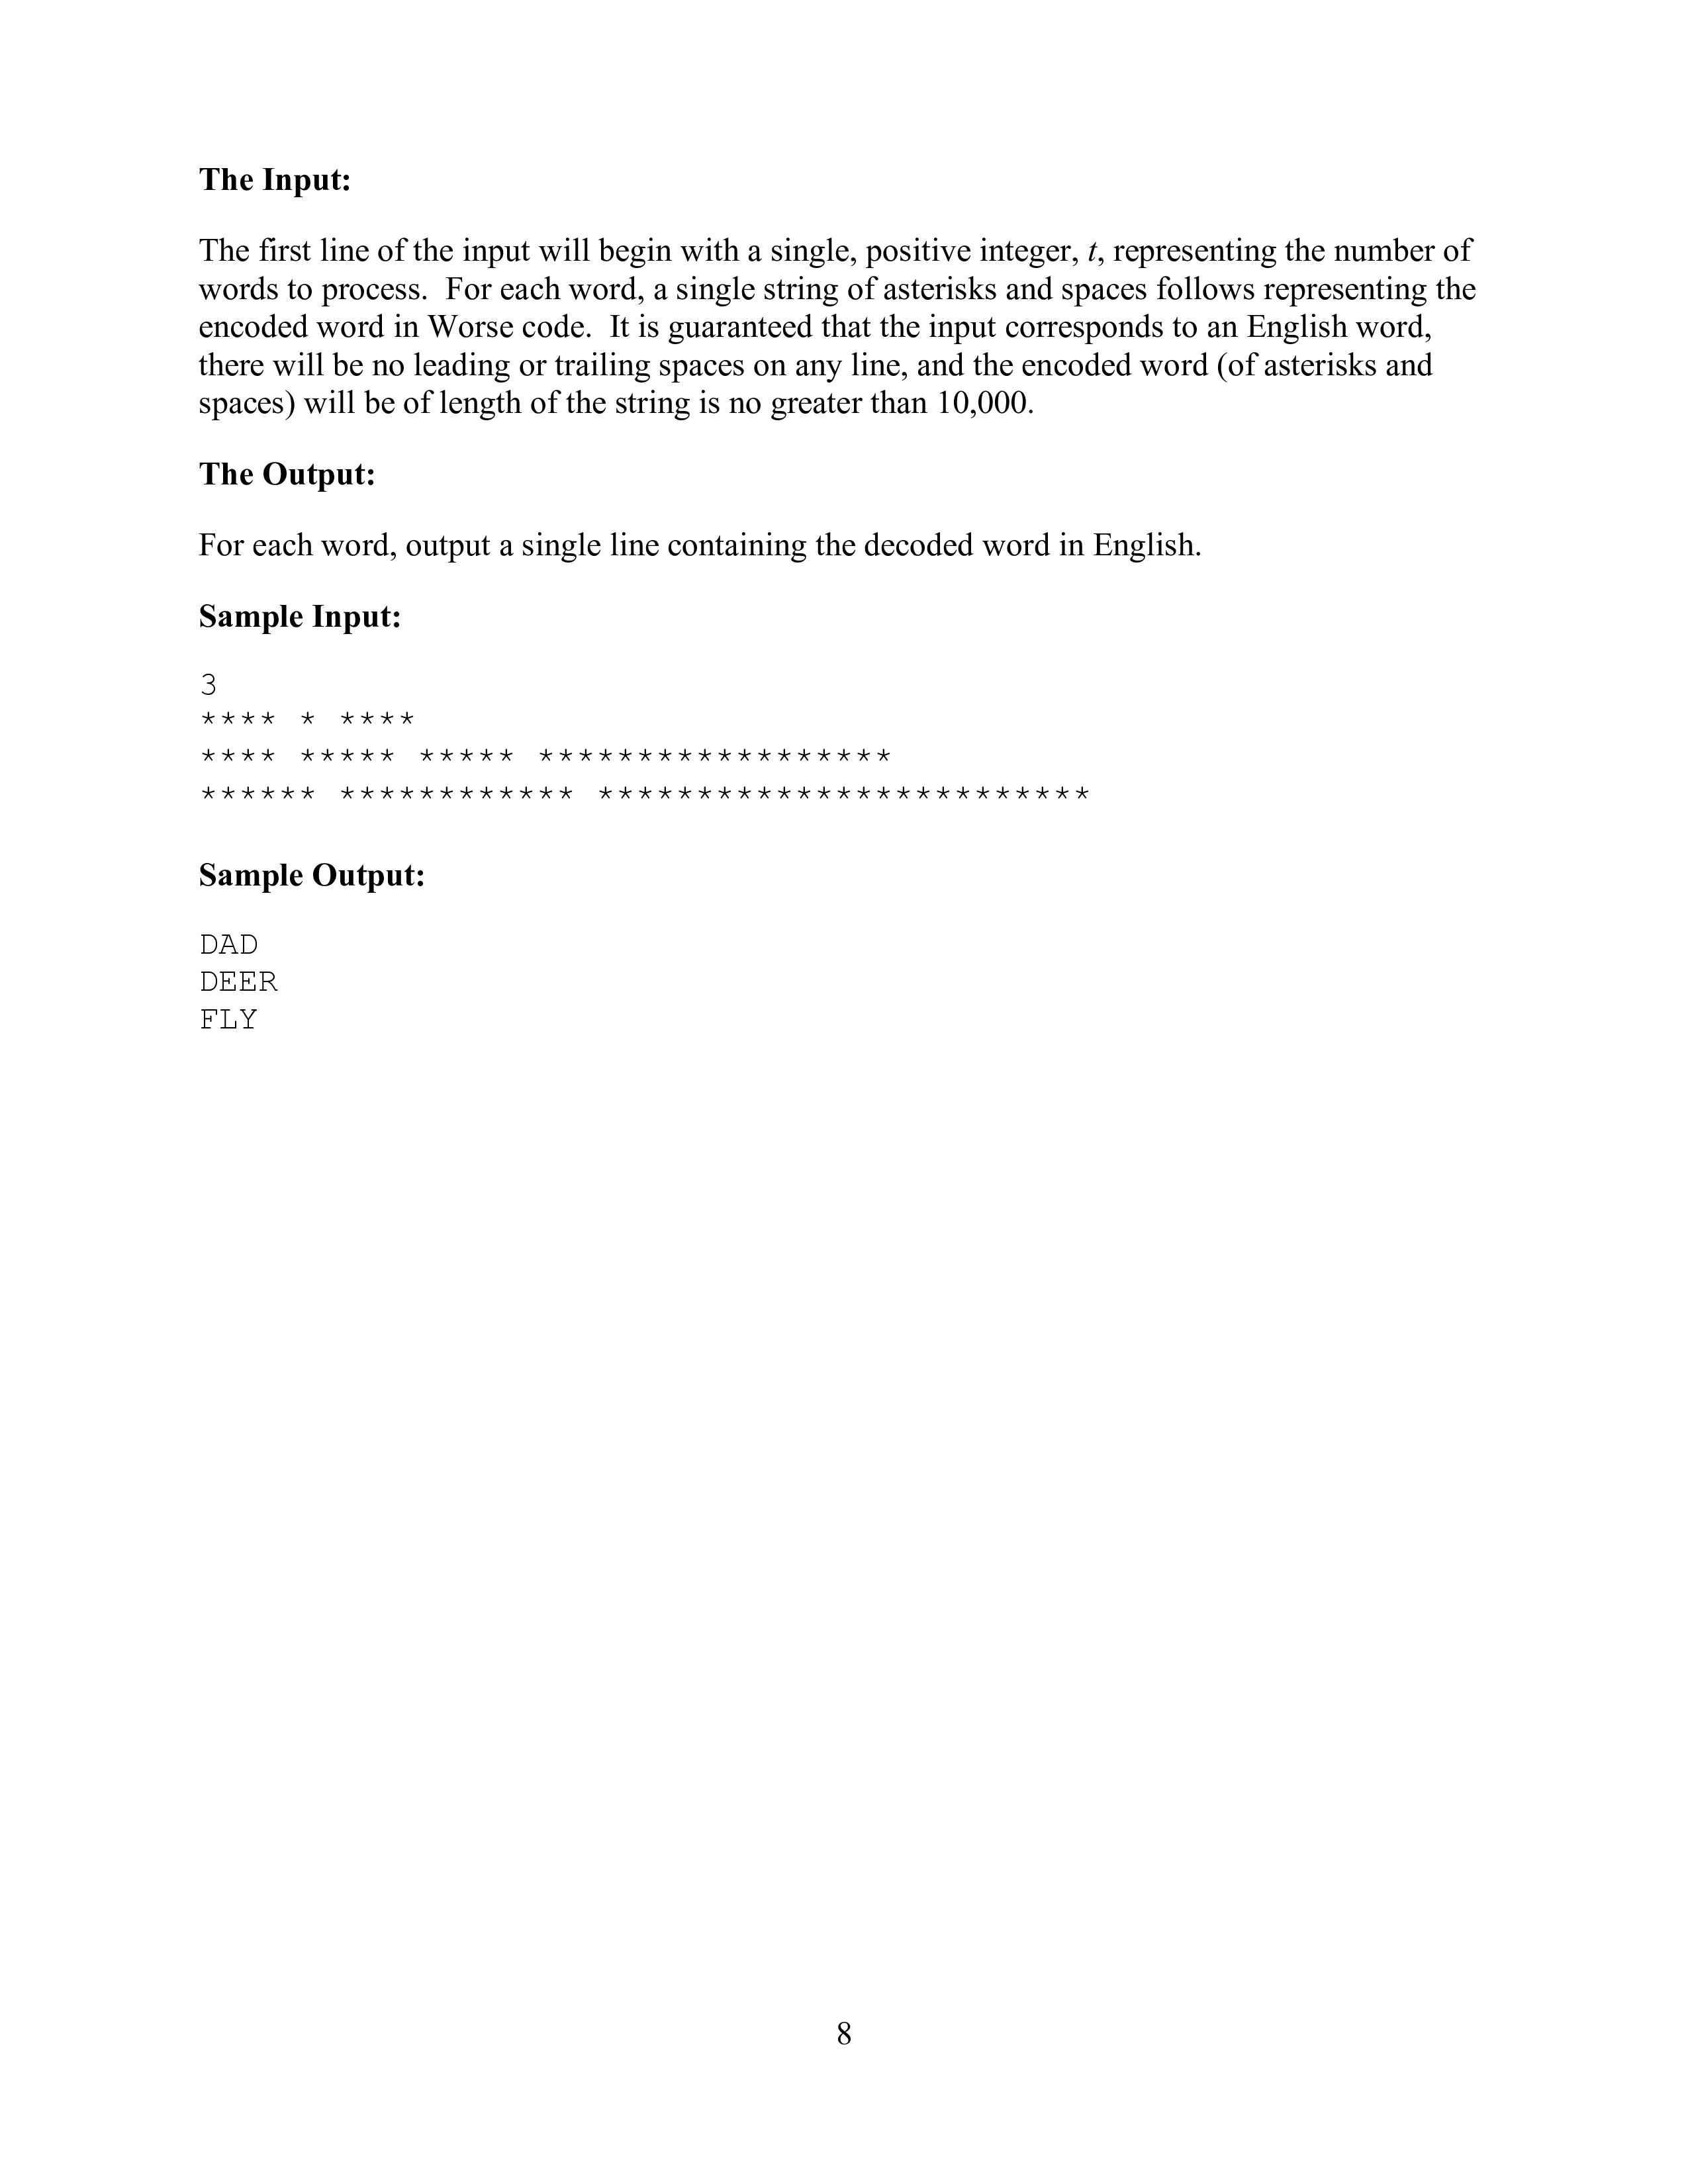 The Input:
The first line of the input will begin with a single, positive integer, t, representing the number of
words to process.  For each word, a single string of asterisks and spaces follows representing the
encoded word in Worse code.  It is guaranteed that the input corresponds to an English word,
there will be no leading or trailing spaces on any line, and the encoded word (of asterisks and
spaces) will be of length of the string is no greater than 10,000.
The Output:
For each word, output a single line containing the decoded word in English.
Sample Input:
3
**** * ****
**** ***** ***** ******************
****** ************ *************************
Sample Output:
DAD
DEER
FLY
8